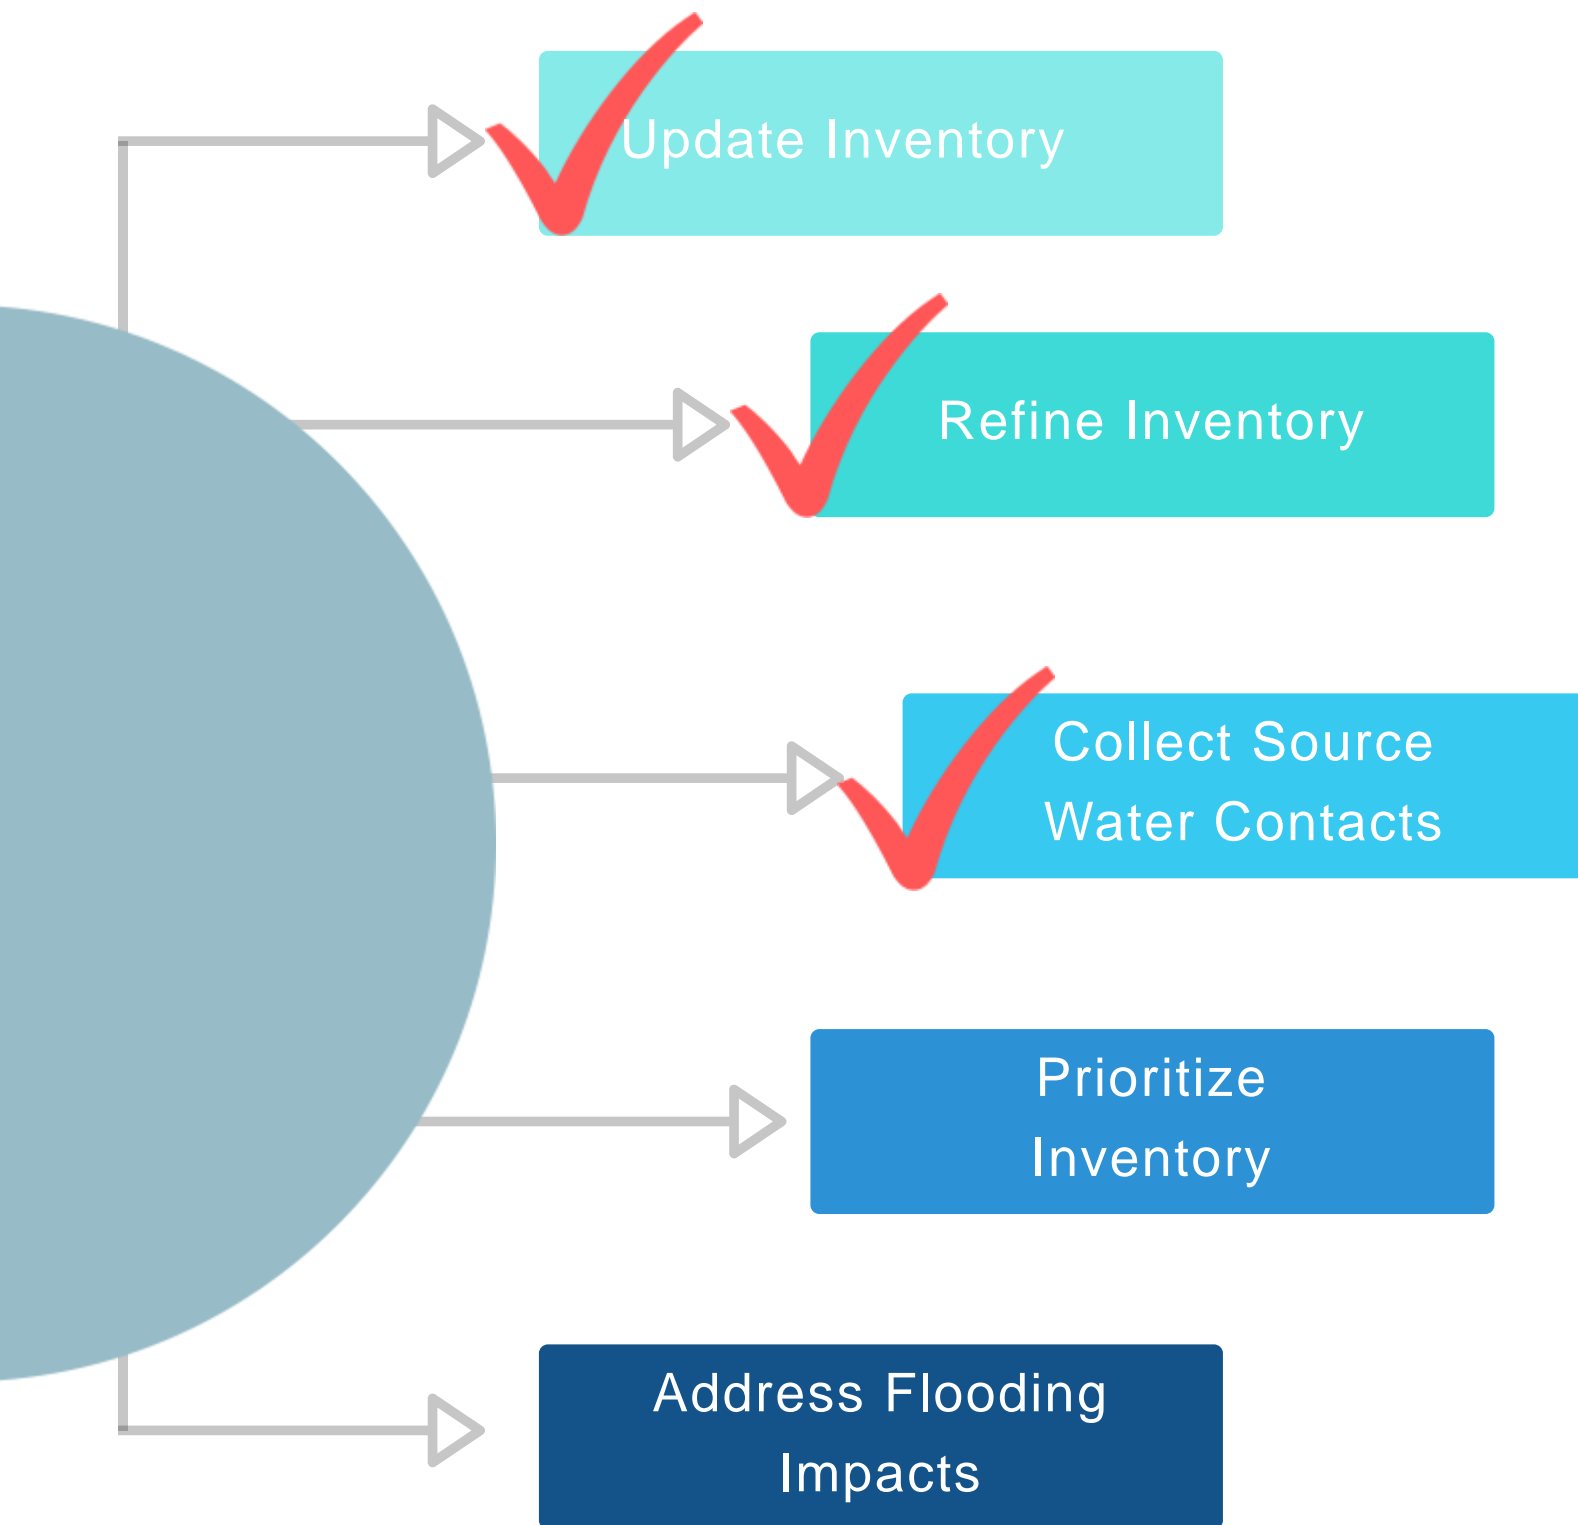 Update Inventory
Refine Inventory
Collect Source
Water Contacts
Prioritize
Inventory
Address Flooding
Impacts